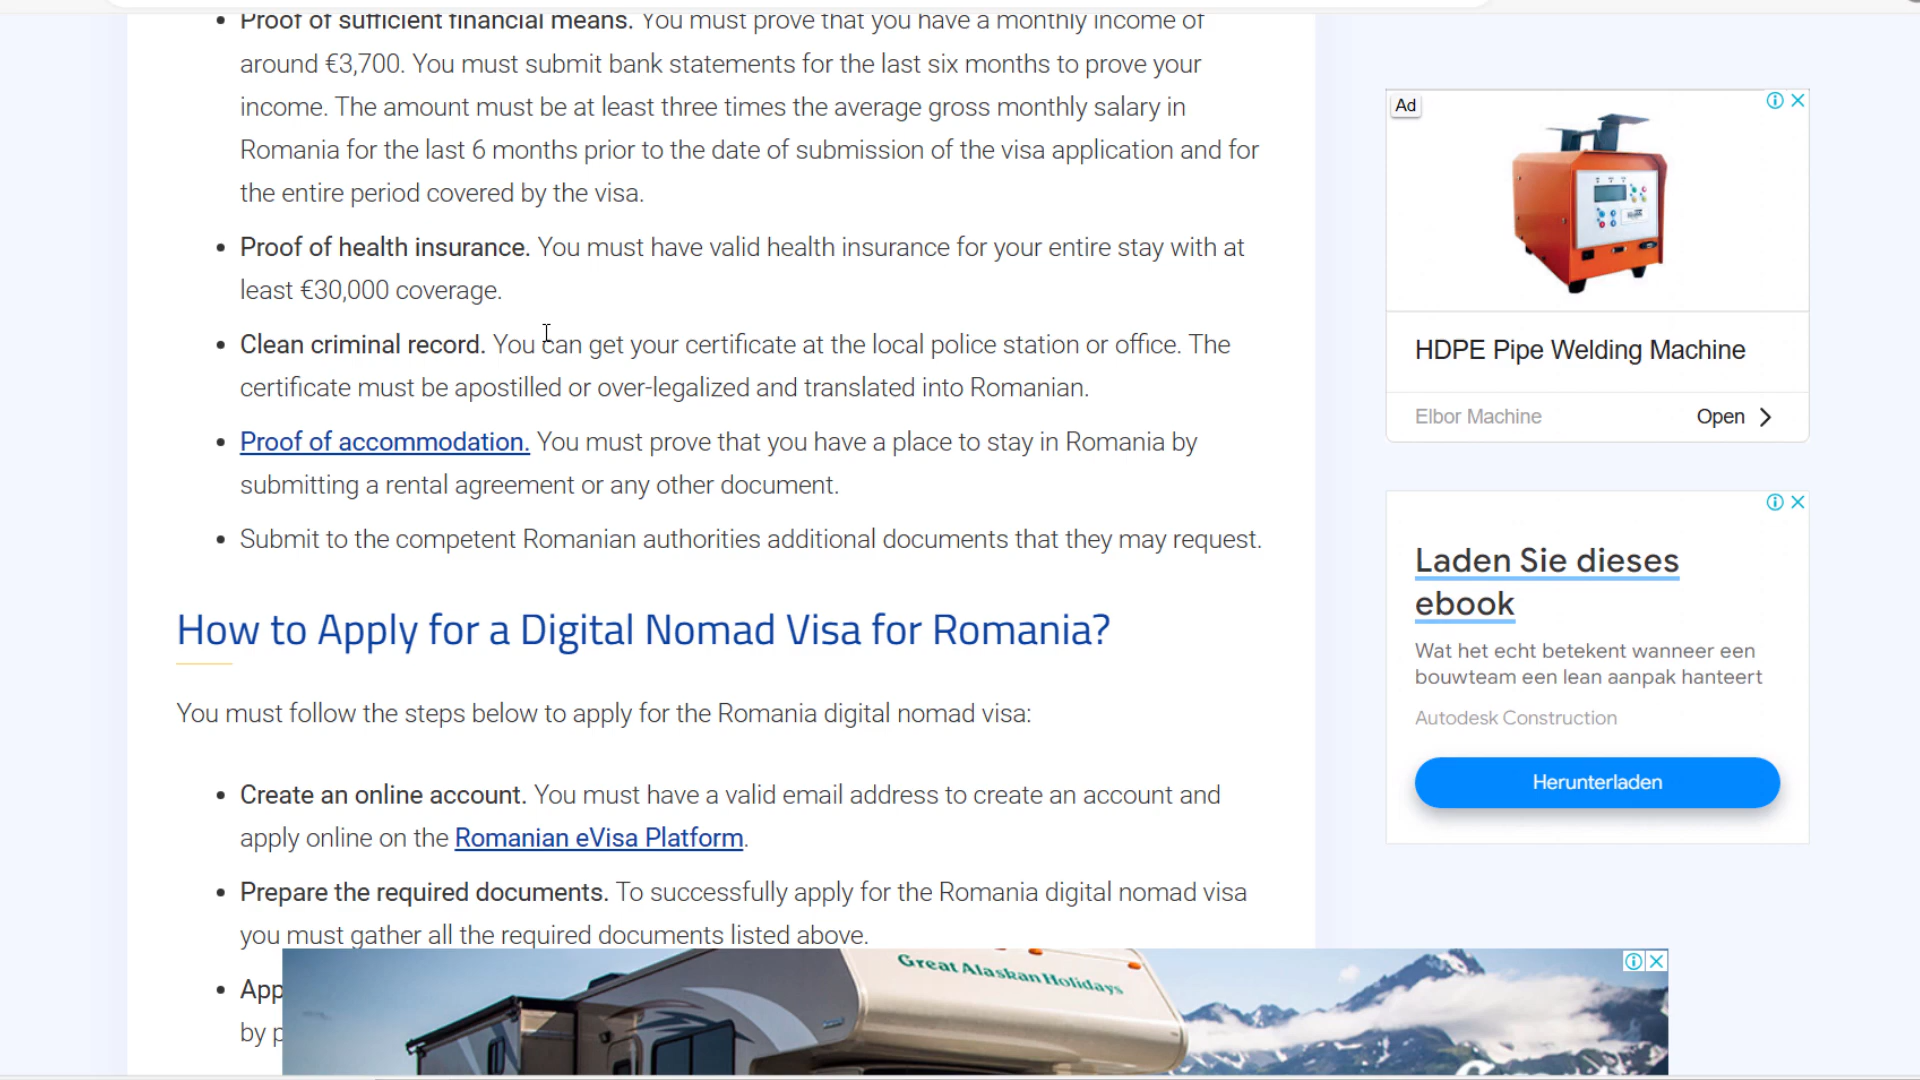 Proof of sufficient financial means. You must prove that you have a monthly income of
around €3,700. You must submit bank statements for the last six months to prove your
income. The amount must be at least three times the average gross monthly salary in
Romania for the last 6 months prior to the date of submission of the visa application and for
the entire period covered by the visa.
Proof of health insurance. You must have valid health insurance for your entire stay with at
least €30,000 coverage.
Clean criminal record. You can get your certificate at the local police station or office. The
certificate must be apostilled or over-legalized and translated into Romanian.
Proof of accommodation. You must prove that you have a place to stay in Romania by
submitting a rental agreement or any other document.
Submit to the competent Romanian authorities additional documents that they may request.
How to Apply for a Digital Nomad Visa for Romania?
You must follow the steps below to apply for the Romania digital nomad visa:
Create an online account. You must have a valid email address to create an account and
apply online on the Romanian eVisa Platform.
Prepare the required documents. To successfully apply for the Romania digital nomad visa
you must gather all the required documents listed above.
App
by p
Great Alaskan Holidays
Ad
HDPE Pipe Welding Machine
Elbor Machine
Open
Laden Sie dieses
ebook
Wat het echt betekent wanneer een
bouwteam een lean aanpak hanteert
Autodesk Construction
Herunterladen